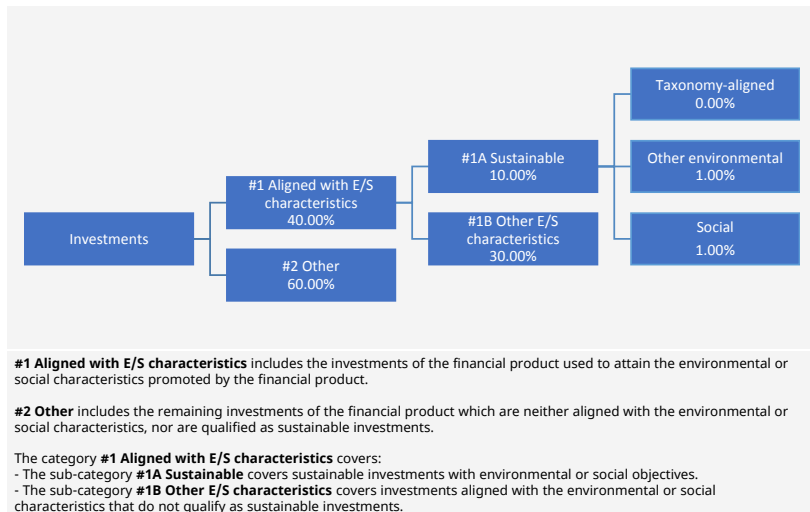 Investments
#1 Aligned with E/S
characteristics
40.00%
#2 Other
60.00%
#1A Sustainable
10.00%
#1B Other E/S
characteristics
30.00%
Taxonomy-aligned
0.00%
Other environmental
1.00%
Social
1.00%
#1 Aligned with E/S characteristics includes the investments of the financial product used to attain the environmental or
social characteristics promoted by the financial product.
#2 Other includes the remaining investments of the financial product which are neither aligned with the environmental or
social characteristics, nor are qualified as sustainable investments.
The category #1 Aligned with E/S characteristics covers:
- The sub-category #1A Sustainable covers sustainable investments with environmental or social objectives.
- The sub-category #1B Other E/S characteristics covers investments aligned with the environmental or social
characteristics that do not qualify as sustainable investments.